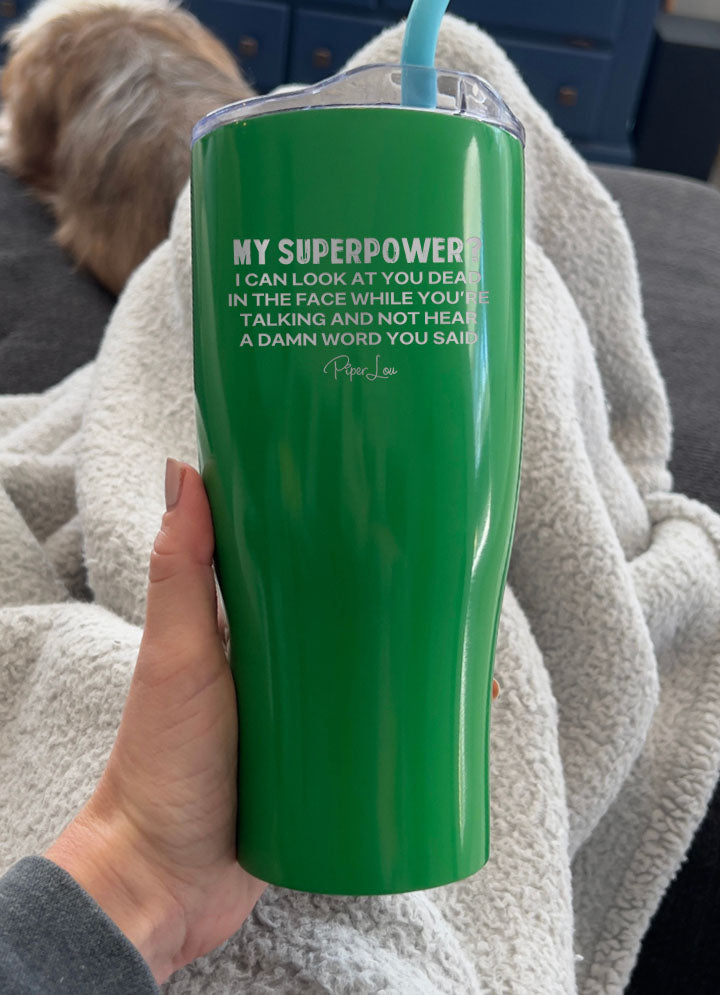 MY SUPERPOWER?
I CAN LOOK AT YOU DEAD
IN THE FACE WHILE YOU'RE
TALKING AND NOT HEAR
A DAMN WORD YOU SAID
Piper Lou